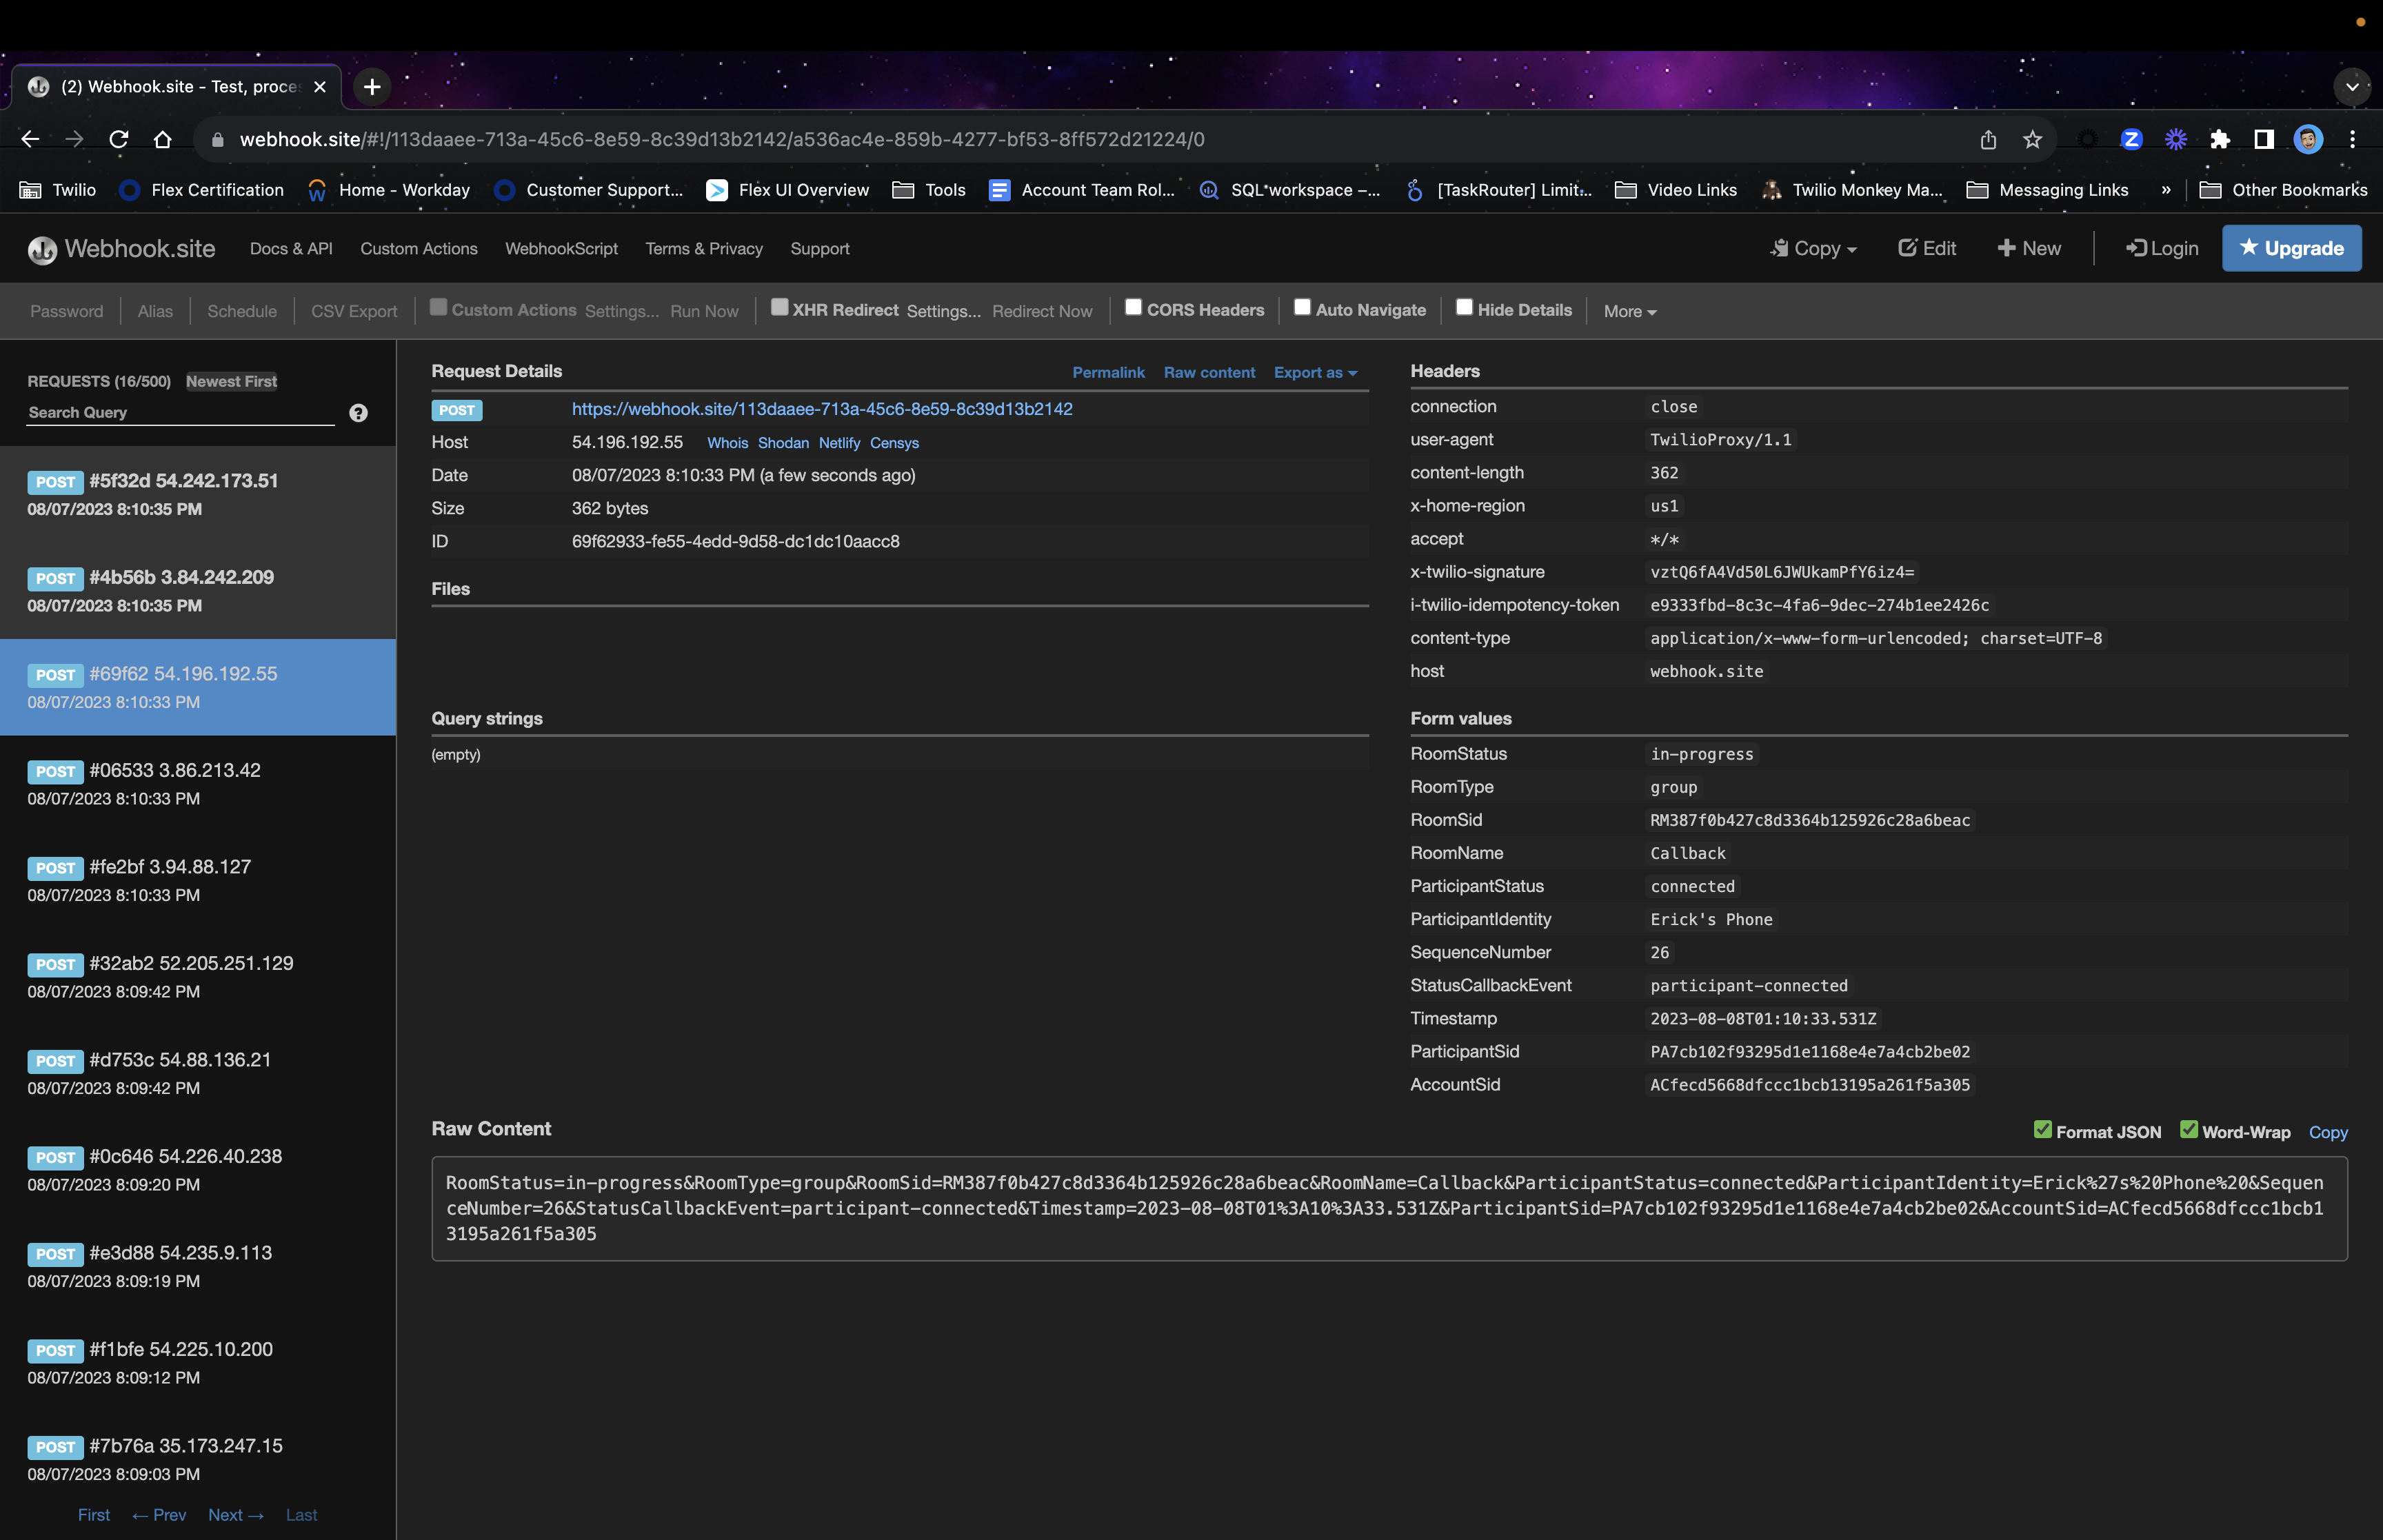 (2) Webhook.site - Test, proces
webhook.site/#!/113daaee-713a-45c6-8e59-8c39d13b2142/a536ac4e-859b-4277-bf53-8ff572d21224/0
Twilio Flex Certification Home - Workday Customer Support... Flex UI Overview Tools Account Team Rol... SQL workspace –... [TaskRouter] Limit... Video Links Twilio Monkey Ma... Messaging Links » Other Bookmarks
Webhook.site Docs & API Custom Actions WebhookScript Terms & Privacy Support Copy Edit New Login Upgrade
Password Alias Schedule CSV Export Custom Actions Settings... Run Now XHR Redirect Settings... Redirect Now CORS Headers Auto Navigate Hide Details More
REQUESTS (16/500) Newest First
Search Query
POST #5f32d 54.242.173.51
08/07/2023 8:10:35 PM
POST #4b56b 3.84.242.209
08/07/2023 8:10:35 PM
POST #69f62 54.196.192.55
08/07/2023 8:10:33 PM
POST #06533 3.86.213.42
08/07/2023 8:10:33 PM
POST #fe2bf 3.94.88.127
08/07/2023 8:10:33 PM
POST #32ab2 52.205.251.129
08/07/2023 8:09:42 PM
POST #d753c 54.88.136.21
08/07/2023 8:09:42 PM
POST #0c646 54.226.40.238
08/07/2023 8:09:20 PM
POST #e3d88 54.235.9.113
08/07/2023 8:09:19 PM
POST #f1bfe 54.225.10.200
08/07/2023 8:09:12 PM
POST #7b76a 35.173.247.15
08/07/2023 8:09:03 PM
First ← Prev Next → Last
Request Details Permalink Raw content Export as
POST https://webhook.site/113daaee-713a-45c6-8e59-8c39d13b2142
Host 54.196.192.55 Whois Shodan Netlify Censys
Date 08/07/2023 8:10:33 PM (a few seconds ago)
Size 362 bytes
ID 69f62933-fe55-4edd-9d58-dc1dc10aacc8
Files
Query strings
(empty)
Headers
connection close
user-agent TwilioProxy/1.1
content-length 362
x-home-region us1
accept */*
x-twilio-signature vztQ6fA4Vd50L6JWUkamPfY6iz4=
i-twilio-idempotency-token e9333fbd-8c3c-4fa6-9dec-274b1ee2426c
content-type application/x-www-form-urlencoded; charset=UTF-8
host webhook.site
Form values
RoomStatus in-progress
RoomType group
RoomSid RM387f0b427c8d3364b125926c28a6beac
RoomName Callback
ParticipantStatus connected
ParticipantIdentity Erick's Phone
SequenceNumber 26
StatusCallbackEvent participant-connected
Timestamp 2023-08-08T01:10:33.531Z
ParticipantSid PA7cb102f93295d1e1168e4e7a4cb2be02
AccountSid ACfecd5668dfccc1bcb13195a261f5a305
Raw Content Format JSON Word-Wrap Copy
RoomStatus=in-progress&RoomType=group&RoomSid=RM387f0b427c8d3364b125926c28a6beac&RoomName=Callback&ParticipantStatus=connected&ParticipantIdentity=Erick%27s%20Phone%20&Sequen
ceNumber=26&StatusCallbackEvent=participant-connected&Timestamp=2023-08-08T01%3A10%3A33.531Z&ParticipantSid=PA7cb102f93295d1e1168e4e7a4cb2be02&AccountSid=ACfecd5668dfccc1bcb1
3195a261f5a305